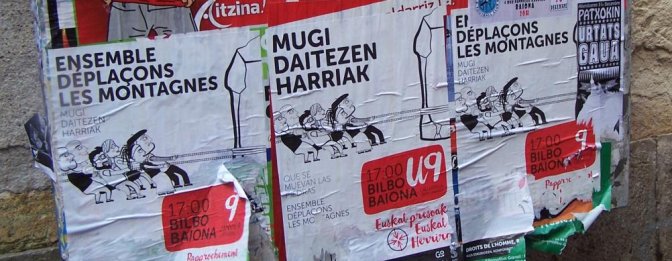 itzina!
ENSEMBLE
DÉPLAÇONS
LES MONTAGNES
MUGI
DAITEZEN
HARRIAK
17:00
BILBO
BAIONA
9
Rapprochement
MUGI
DAITEZEN
HARRIAK
QUE SE
MUEVAN LAS
PIEDRAS
ENSEMBLE
DÉPLAÇONS
LES MONTAGNES
17:00
BILBO
BAIONA
U9
Euskal presoak
Euskal Herrira
ENSEMBLE
DÉPLAÇONS
LES MONTAGNES
MUGI
DAITEZEN
HARRIAK
17:00
BILBO
BAIONA
9
BAIONA
PATXOKIN
URTATS
GAUA
DROITS DE L'HOMME